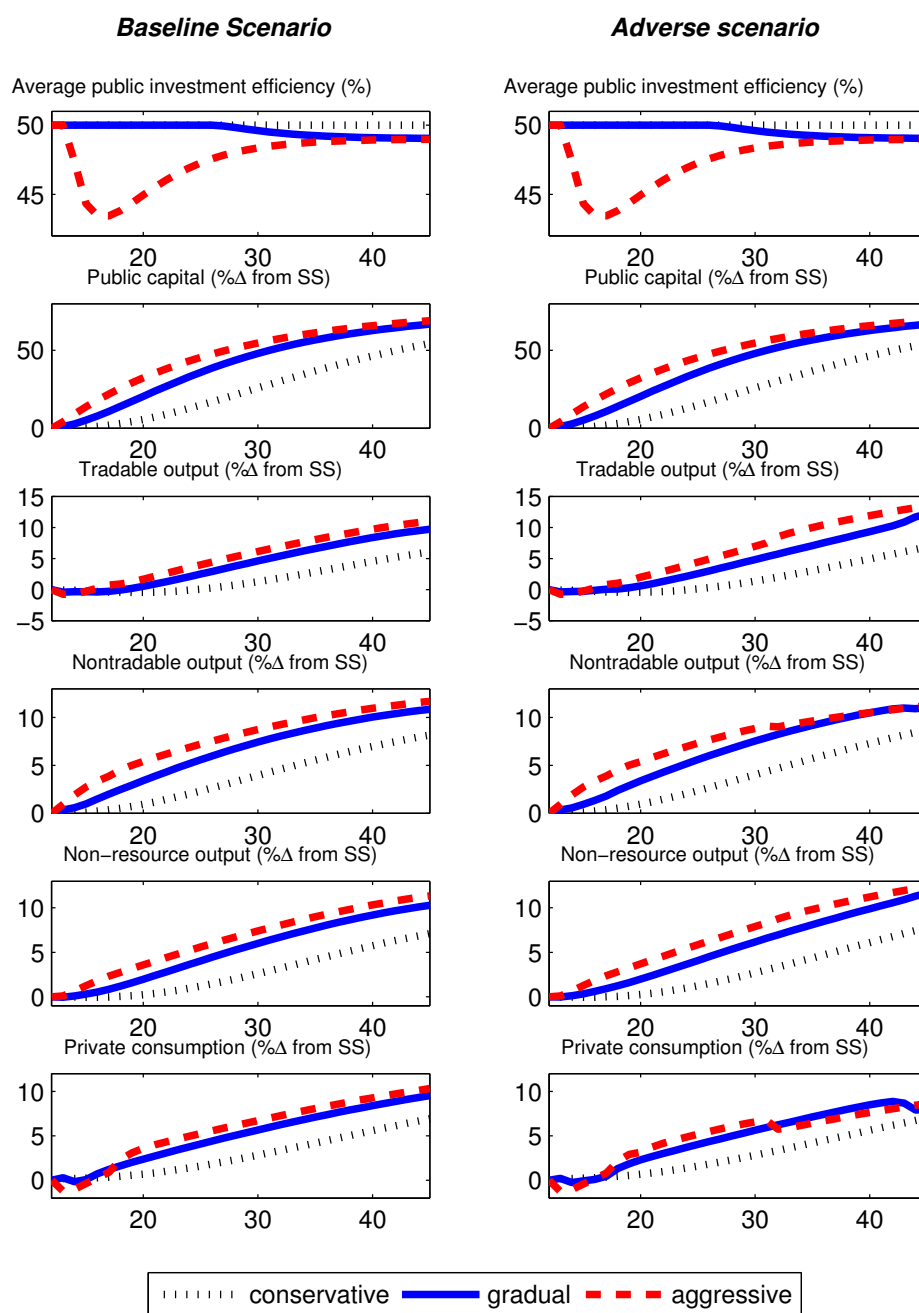 Baseline Scenario Adverse scenario
Average public investment efficiency (%) Average public investment efficiency (%)
50 50
45 45
20 30 40 20 30 40
Public capital (%Δ from SS) Public capital (%Δ from SS)
50 50
0 0
20 30 40 20 30 40
Tradable output (%Δ from SS) Tradable output (%Δ from SS)
15 15
10 10
5 5
0 0
−5 −5
20 30 40 20 30 40
Nontradable output (%Δ from SS) Nontradable output (%Δ from SS)
10 10
5 5
0 0
20 30 40 20 30 40
Non−resource output (%Δ from SS) Non−resource output (%Δ from SS)
10 10
5 5
0 0
20 30 40 20 30 40
Private consumption (%Δ from SS) Private consumption (%Δ from SS)
10 10
5 5
0 0
20 30 40 20 30 40
conservative gradual aggressive